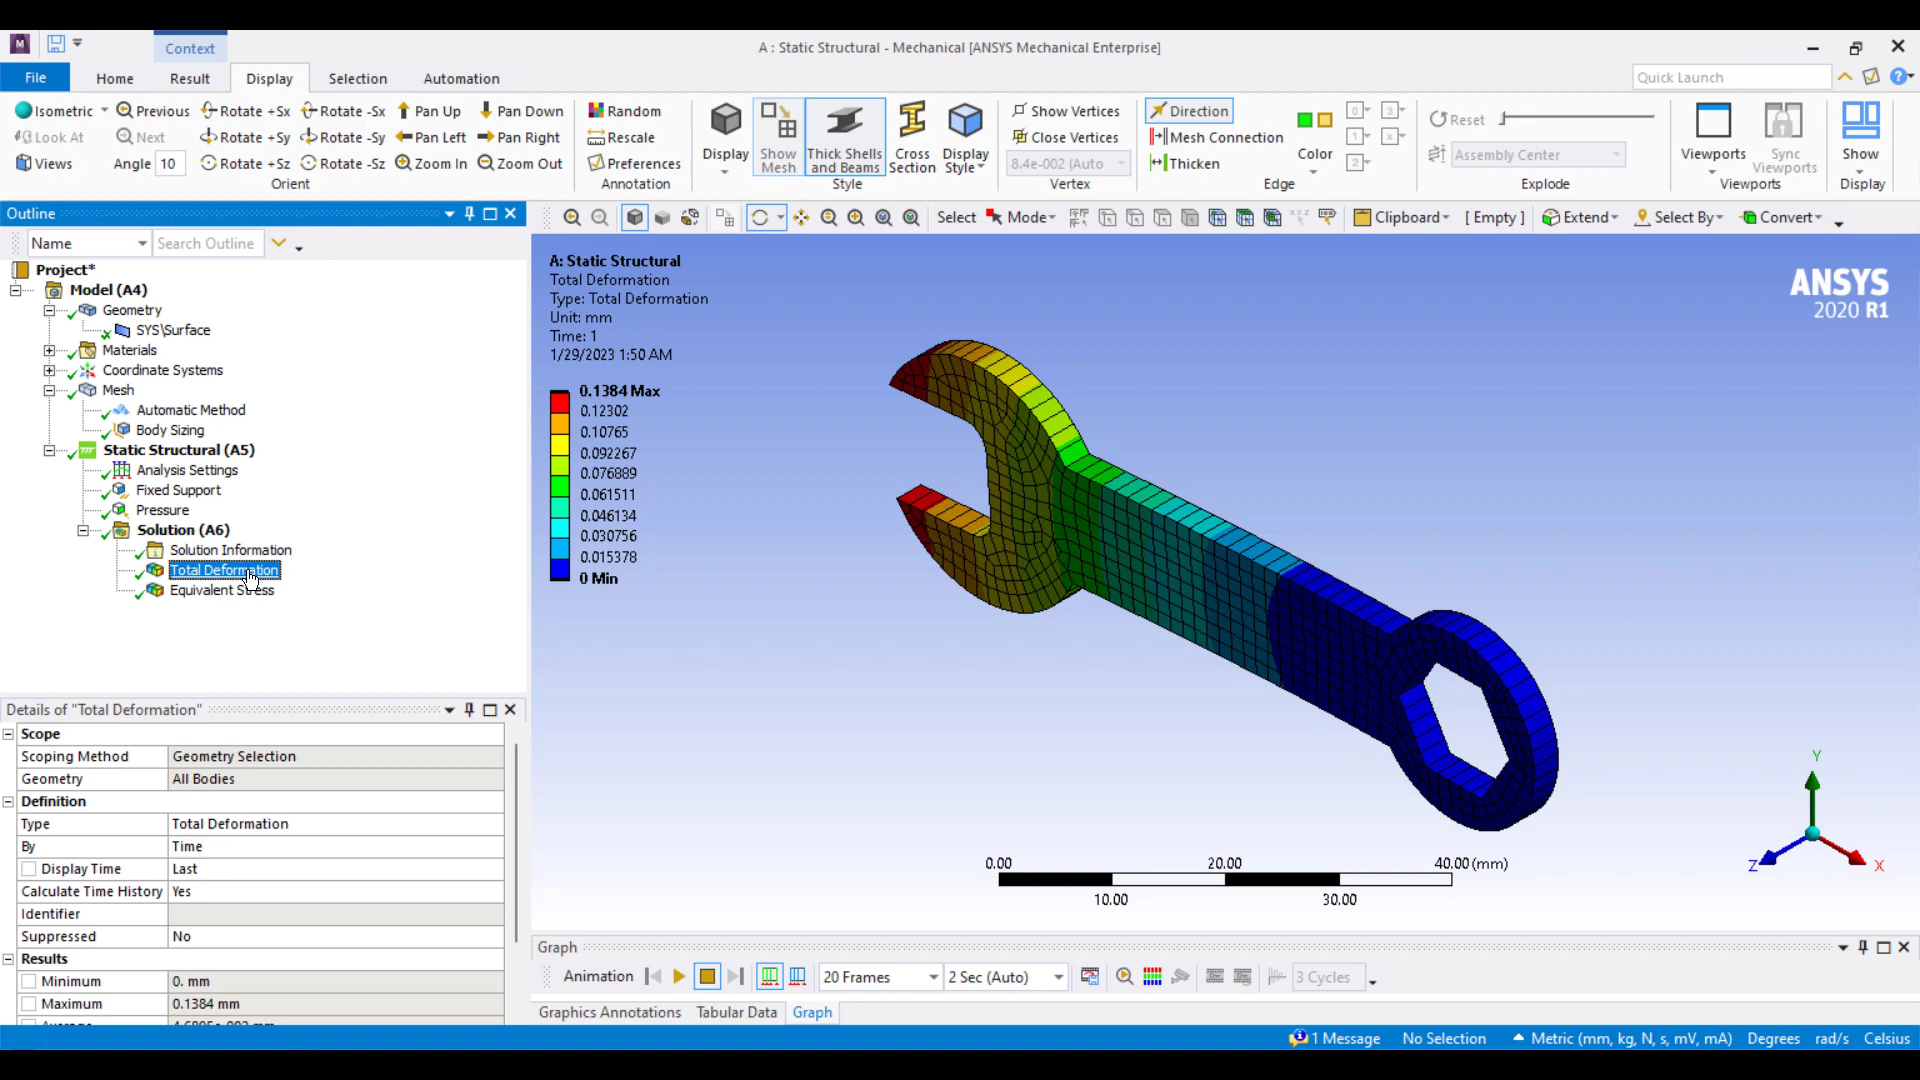 M
Context
A : Static Structural - Mechanical [ANSYS Mechanical Enterprise]
File
Home
Result
Display
Selection
Automation
Quick Launch
Isometric
Previous
Rotate +Sx
Rotate -Sx
Pan Up
Pan Down
Look At
Next
Rotate +Sy
Rotate -Sy
Pan Left
Pan Right
Views
Angle 10
Rotate +Sz
Rotate -Sz
Zoom In
Zoom Out
Orient
Random
Rescale
Preferences
Annotation
Display
Show Mesh
Thick Shells and Beams
Cross Section
Display Style
Style
Show Vertices
Close Vertices
8.4e-002 (Auto
Vertex
Direction
Mesh Connection
Thicken
Color
0
3
1
x
2
Edge
Reset
Assembly Center
Explode
Viewports
Sync Viewports
Viewports
Show
Display
Outline
Name
Search Outline
Select
Mode
Clipboard
[ Empty ]
Extend
Select By
Convert
Project*
Model (A4)
Geometry
SYS\Surface
Materials
Coordinate Systems
Mesh
Automatic Method
Body Sizing
Static Structural (A5)
Analysis Settings
Fixed Support
Pressure
Solution (A6)
Solution Information
Total Deformation
Equivalent Stress
A: Static Structural
Total Deformation
Type: Total Deformation
Unit: mm
Time: 1
1/29/2023 1:50 AM
0.1384 Max
0.12302
0.10765
0.092267
0.076889
0.061511
0.046134
0.030756
0.015378
0 Min
ANSYS
2020 R1
Y
Z
X
0.00
20.00
40.00 (mm)
10.00
30.00
Details of "Total Deformation"
Scope
Scoping Method Geometry Selection
Geometry All Bodies
Definition
Type Total Deformation
By Time
Display Time Last
Calculate Time History Yes
Identifier
Suppressed No
Results
Minimum 0. mm
Maximum 0.1384 mm
Graph
Animation
20 Frames
2 Sec (Auto)
3 Cycles
Graphics Annotations
Tabular Data
Graph
1 Message
No Selection
Metric (mm, kg, N, s, mV, mA)
Degrees
rad/s
Celsius